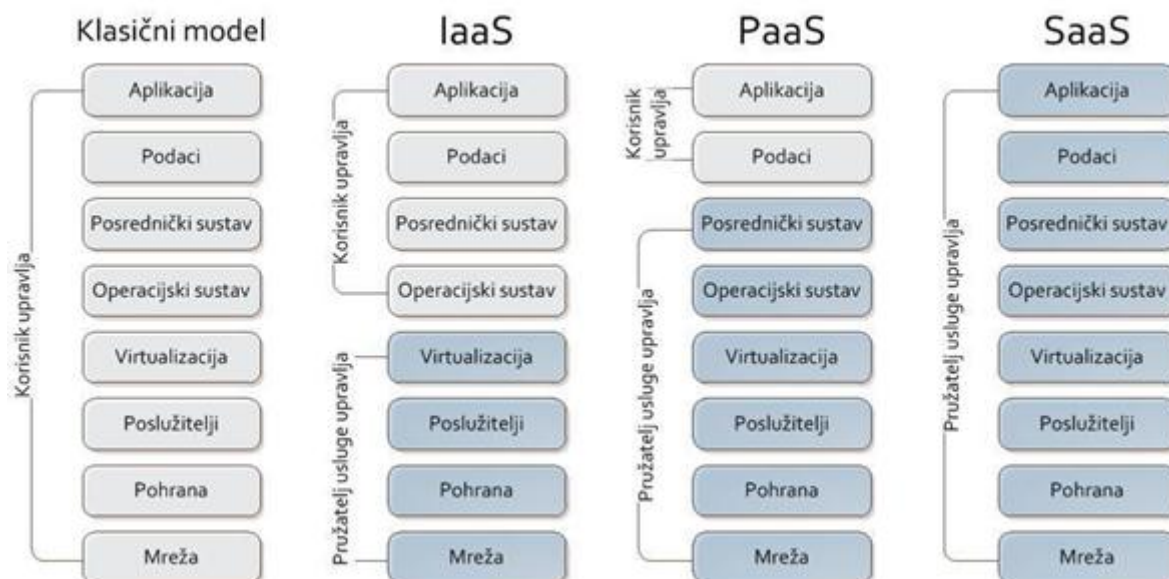 Klasični model
Korisnik upravlja
Aplikacija
Podaci
Posrednički sustav
Operacijski sustav
Virtualizacija
Poslužitelji
Pohrana
Mreža
IaaS
Korisnik upravlja
Pružatelj usluge upravlja
Aplikacija
Podaci
Posrednički sustav
Operacijski sustav
Virtualizacija
Poslužitelji
Pohrana
Mreža
PaaS
Korisnik
upravlja
Pružatelj usluge upravlja
Aplikacija
Podaci
Posrednički sustav
Operacijski sustav
Virtualizacija
Poslužitelji
Pohrana
Mreža
SaaS
Pružatelj usluge upravlja
Aplikacija
Podaci
Posrednički sustav
Operacijski sustav
Virtualizacija
Poslužitelji
Pohrana
Mreža